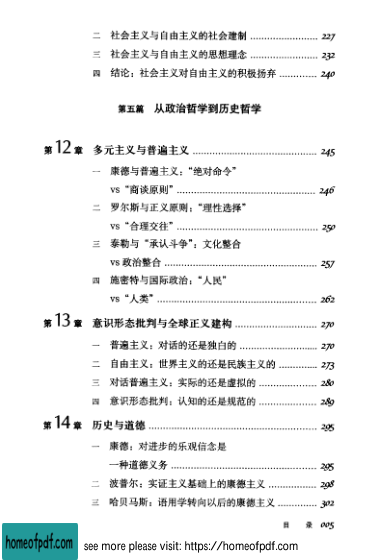 二 社会主义与自由主义的社会建制 ………………… 227
三 社会主义与自由主义的思想理念 ………………… 232
四 结论：社会主义对自由主义的积极扬弃 ………… 240
第五篇 从政治哲学到历史哲学
第12章 多元主义与普遍主义 ………………………………… 245
一 康德与普遍主义：“绝对命令”
vs “商谈原则” ………………………………… 246
二 罗尔斯与正义原则：“理性选择”
vs “合理交往” ………………………………… 250
三 泰勒与“承认斗争”：文化整合
vs 政治整合 ………………………………… 257
四 施密特与国际政治：“人民”
vs “人类” ………………………………… 262
第13章 意识形态批判与全球正义建构 ……………………… 270
一 普遍主义：对话的还是独白的 …………………… 270
二 自由主义：世界主义的还是民族主义的 ………… 273
三 对话普遍主义：实际的还是虚拟的 ……………… 280
四 意识形态批判：认知的还是规范的 ……………… 289
第14章 历史与道德 ………………………………… 295
一 康德：对进步的乐观信念是
一种道德义务 ………………………………… 295
二 波普尔：实证主义基础上的康德主义 …………… 298
三 哈贝马斯：语用学转向以后的康德主义 ………… 302
目 录 005
homeofpdf.com
see more please visit: https://homeofpdf.com